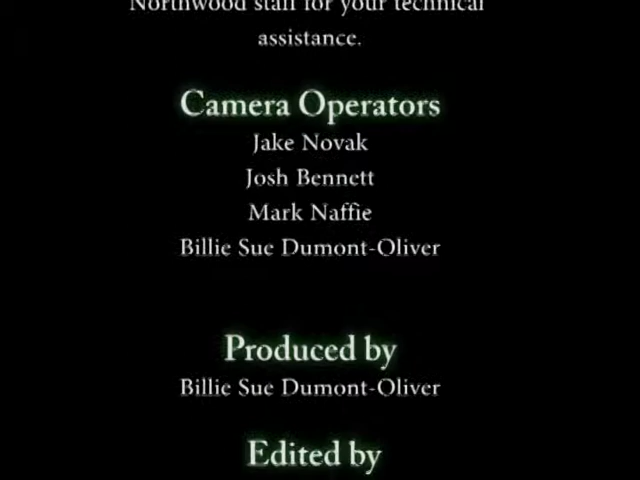 Northwood staff for your technical
assistance.
Camera Operators
Jake Novak
Josh Bennett
Mark Naffie
Billie Sue Dumont-Oliver
Produced by
Billie Sue Dumont-Oliver
Edited by